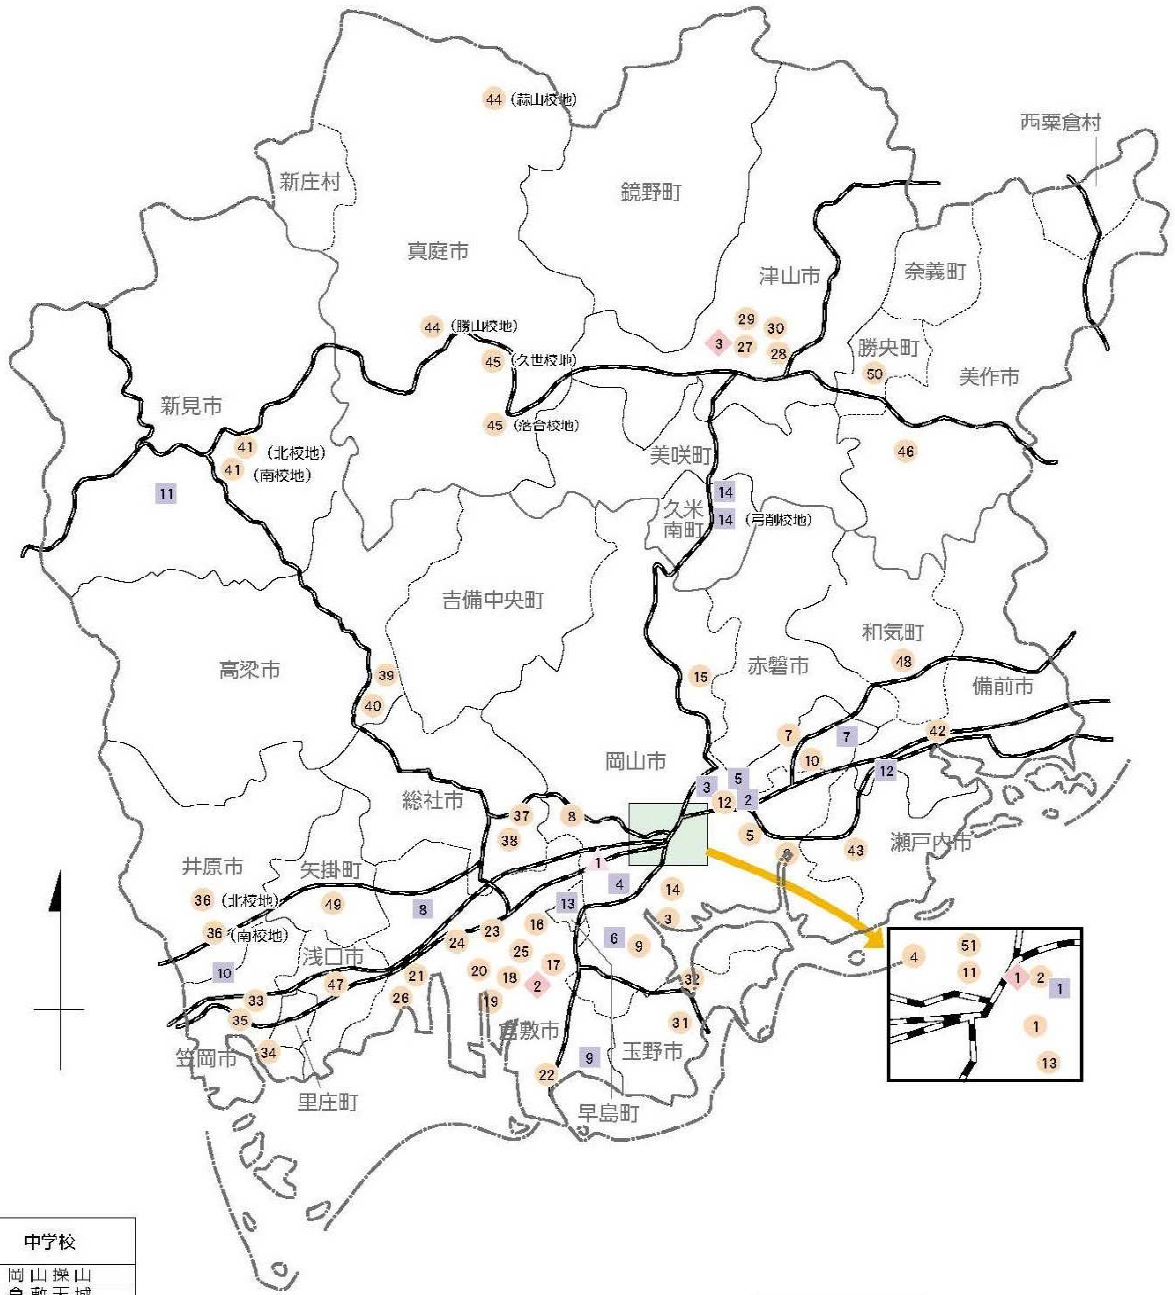 44 (蒜山校地)
西粟倉村
新庄村
鏡野町
真庭市
津山市
奈義町
44 (勝山校地)
29
30
3
27
28
45 (久世校地)
勝央町
50
美作市
新見市
45 (落合校地)
41 (北校地)
41 (南校地)
美咲町
46
11
14
久米
南町
14 (弓削校地)
吉備中央町
和気町
48
高梁市
39
15
赤磐市
備前市
40
7
7
42
岡山市
10
12
5
3
2
12
総社市
37
8
38
5
43
瀬戸内市
1
井原市
矢掛町
4
14
36 (北校地)
49
8
13
3
16
36 (南校地)
23
6
9
24
25
4
51
浅口市
17
11
1
2
1
10
21
20
18
2
32
47
26
19
33
35
倉敷市
31
1
34
玉野市
笠岡市
9
13
22
里庄町
早島町
中学校
岡山操山
倉敷天城